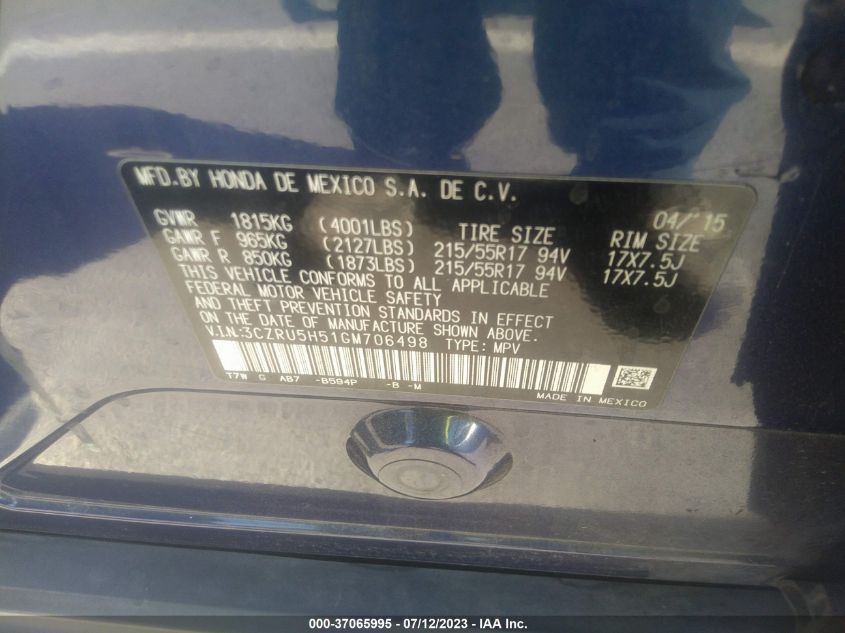 MFD.BY HONDA DE MEXICO S.A. DE C.V.
04/'15
GVWR 1815KG (4001LBS) TIRE SIZE RIM SIZE
GAWR F 965KG (2127LBS) 215/55R17 94V 17X7.5J
GAWR R 850KG (1873LBS) 215/55R17 94V 17X7.5J
THIS VEHICLE CONFORMS TO ALL APPLICABLE
FEDERAL MOTOR VEHICLE SAFETY
AND THEFT PREVENTION STANDARDS IN EFFECT
ON THE DATE OF MANUFACTURE SHOWN ABOVE.
V.I.N:3CZRU5H51GM706498 TYPE: MPV
T7W G AB7 -B594P -B -M
MADE IN MEXICO
000-37065995 - 07/12/2023 - IAA Inc.